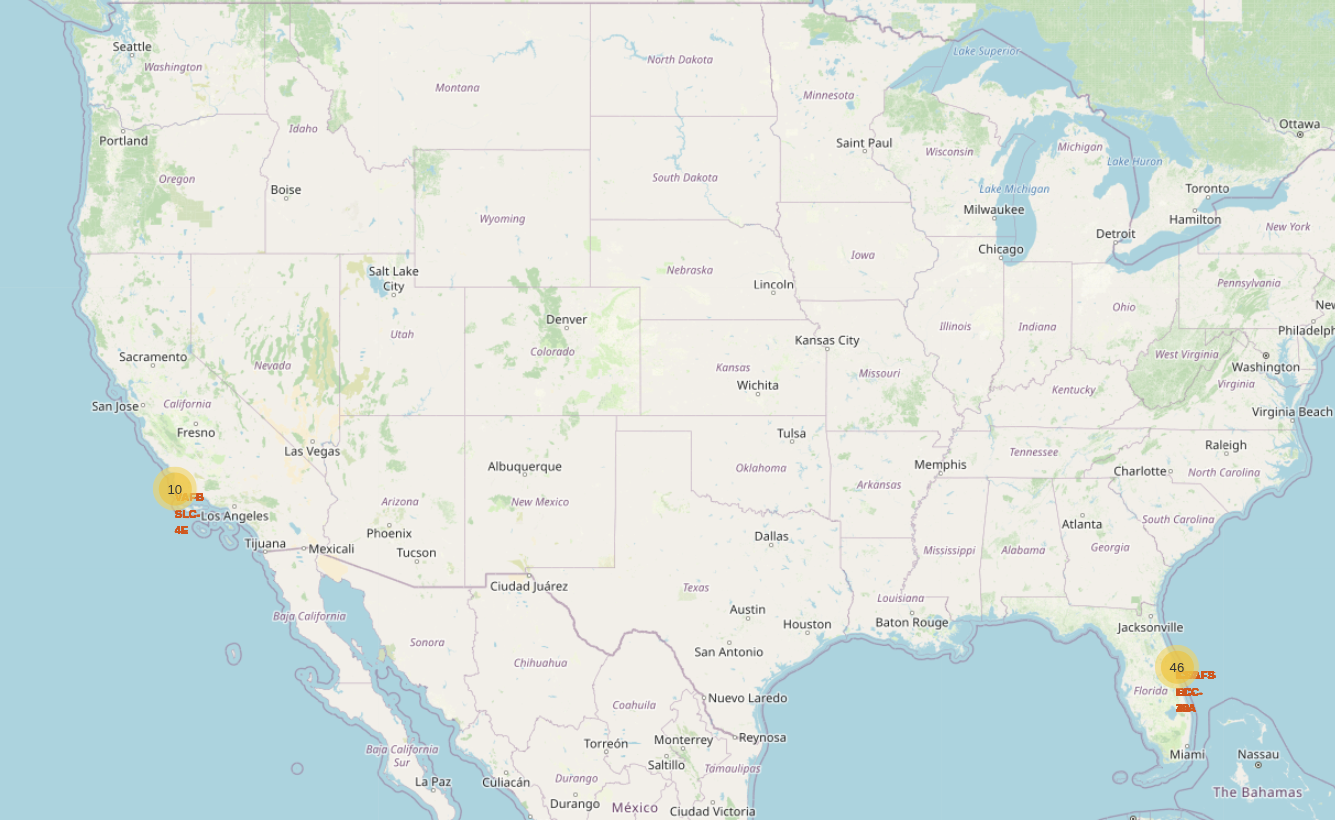 Seattle
Washington
Montana
North Dakota
Minnesota
Lake Superior
Ottawa
Portland
Idaho
Saint Paul
Wisconsin
Michigan
Lake Huron
Oregon
Boise
South Dakota
Lake Michigan
Toronto
Wyoming
Milwaukee
Hamilton
Detroit
New York
Chicago
Iowa
Salt Lake
City
Nebraska
Lincoln
Pennsylvania
New
Ohio
Denver
Illinois
Indiana
Philadelph
Utah
Kansas City
Sacramento
Colorado
West Virginia
Nevada
Kansas
Missouri
Washington
Wichita
Kentucky
Virginia
San Jose
California
Virginia Beach
Fresno
Tulsa
Raleigh
Las Vegas
Tennessee
Albuquerque
Oklahoma
Memphis
Charlotte
North Carolina
Arkansas
10
VAFB
SLC-
4E
Los Angeles
Arizona
New Mexico
Atlanta
South Carolina
Phoenix
Dallas
Tijuana
Mexicali
Tucson
Mississippi
Alabama
Georgia
Ciudad Juárez
Texas
Louisiana
Austin
Baja California
Houston
Baton Rouge
Jacksonville
Sonora
San Antonio
Chihuahua
46
Florida
Nuevo Laredo
Coahuila
Reynosa
Torreón
Monterrey
Baja California
Sur
Saltillo
Tamaulipas
Miami
Nassau
La Paz
Culiacán
Durango
The Bahamas
Durango
México
Ciudad Victoria